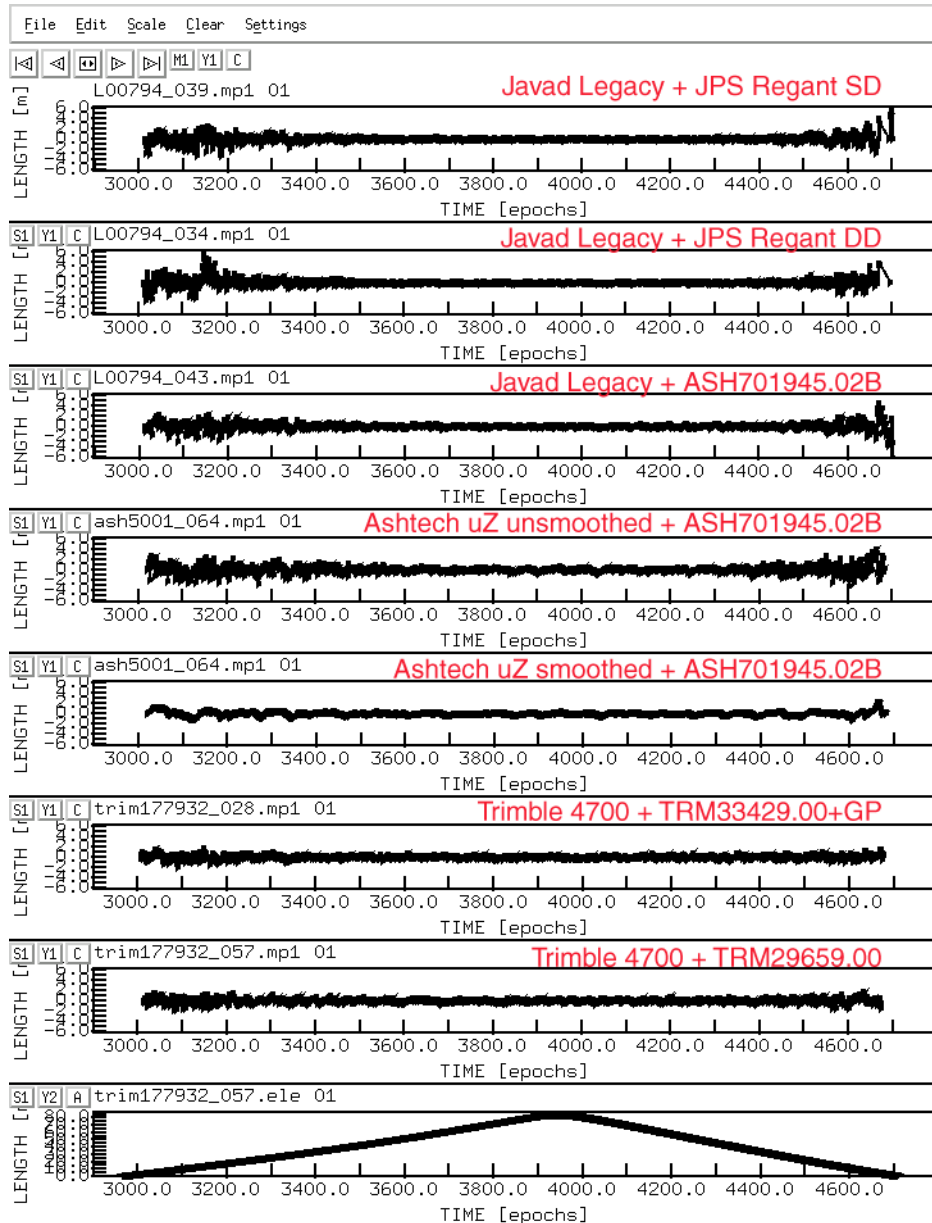 File Edit Scale Clear Settings
M1 Y1 C
L00794_039.mp1 01 Javad Legacy + JPS Regant SD
LENGTH [m]
6.0
4.0
2.0
0.0
-2.0
-4.0
-6.0
3000.0 3200.0 3400.0 3600.0 3800.0 4000.0 4200.0 4400.0 4600.0
TIME [epochs]
S1 Y1 C L00794_034.mp1 01 Javad Legacy + JPS Regant DD
LENGTH
-6.0
3000.0 3200.0 3400.0 3600.0 3800.0 4000.0 4200.0 4400.0 4600.0
TIME [epochs]
S1 Y1 C L00794_043.mp1 01 Javad Legacy + ASH701945.02B
LENGTH
-6.0
3000.0 3200.0 3400.0 3600.0 3800.0 4000.0 4200.0 4400.0 4600.0
TIME [epochs]
S1 Y1 C ash5001_064.mp1 01 Ashtech uZ unsmoothed + ASH701945.02B
LENGTH
-6.0
3000.0 3200.0 3400.0 3600.0 3800.0 4000.0 4200.0 4400.0 4600.0
TIME [epochs]
S1 Y1 C ash5001_064.mp1 01 Ashtech uZ smoothed + ASH701945.02B
LENGTH
-6.0
3000.0 3200.0 3400.0 3600.0 3800.0 4000.0 4200.0 4400.0 4600.0
TIME [epochs]
S1 Y1 C trim177932_028.mp1 01 Trimble 4700 + TRM33429.00+GP
LENGTH
-6.0
3000.0 3200.0 3400.0 3600.0 3800.0 4000.0 4200.0 4400.0 4600.0
TIME [epochs]
S1 Y1 C trim177932_057.mp1 01 Trimble 4700 + TRM29659.00
LENGTH
-6.0
3000.0 3200.0 3400.0 3600.0 3800.0 4000.0 4200.0 4400.0 4600.0
TIME [epochs]
S1 Y2 A trim177932_057.ele 01
LENGTH
80.0
0.0
3000.0 3200.0 3400.0 3600.0 3800.0 4000.0 4200.0 4400.0 4600.0
TIME [epochs]